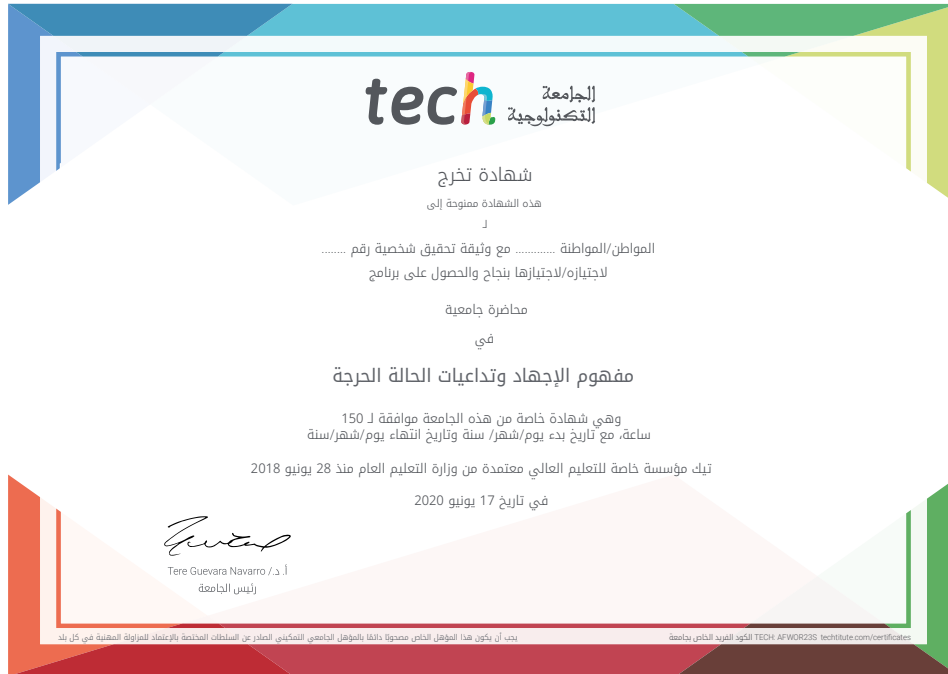 tech الجامعة
التكنولوجية
شهادة تخرج
هذه الشهادة ممنوحة إلى
لـ
المواطن/المواطنة ............ مع وثيقة تحقيق شخصية رقم ........
لاجتيازه/لاجتيازها بنجاح والحصول على برنامج
محاضرة جامعية
في
مفهوم الإجهاد وتداعيات الحالة الحرجة
وهي شهادة خاصة من هذه الجامعة موافقة لـ 150
ساعة، مع تاريخ بدء يوم/شهر/ سنة وتاريخ انتهاء يوم/شهر/سنة
تيك مؤسسة خاصة للتعليم العالي معتمدة من وزارة التعليم العام منذ 28 يونيو 2018
في تاريخ 17 يونيو 2020
أ. د./ Tere Guevara Navarro
رئيس الجامعة
يجب أن يكون هذا المؤهل الخاص مصحوبًا دائمًا بالمؤهل الجامعي التمكيني الصادر عن السلطات المختصة بالإعتماد للمزاولة المهنية في كل بلد
الكود الفريد الخاص بجامعة TECH: AFWOR23S techtitute.com/certificates